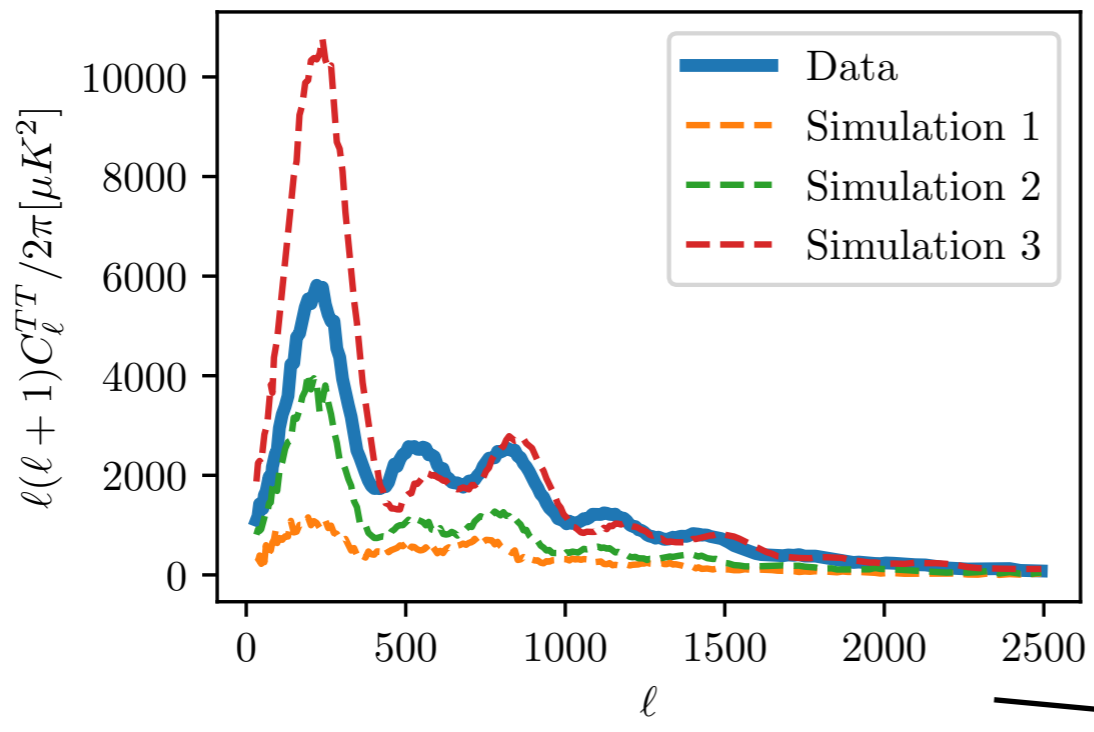 ℓ(ℓ + 1)C_ℓ^{TT}/2π[μK²]
10000
8000
6000
4000
2000
0
Data
Simulation 1
Simulation 2
Simulation 3
0 500 1000 1500 2000 2500
ℓ